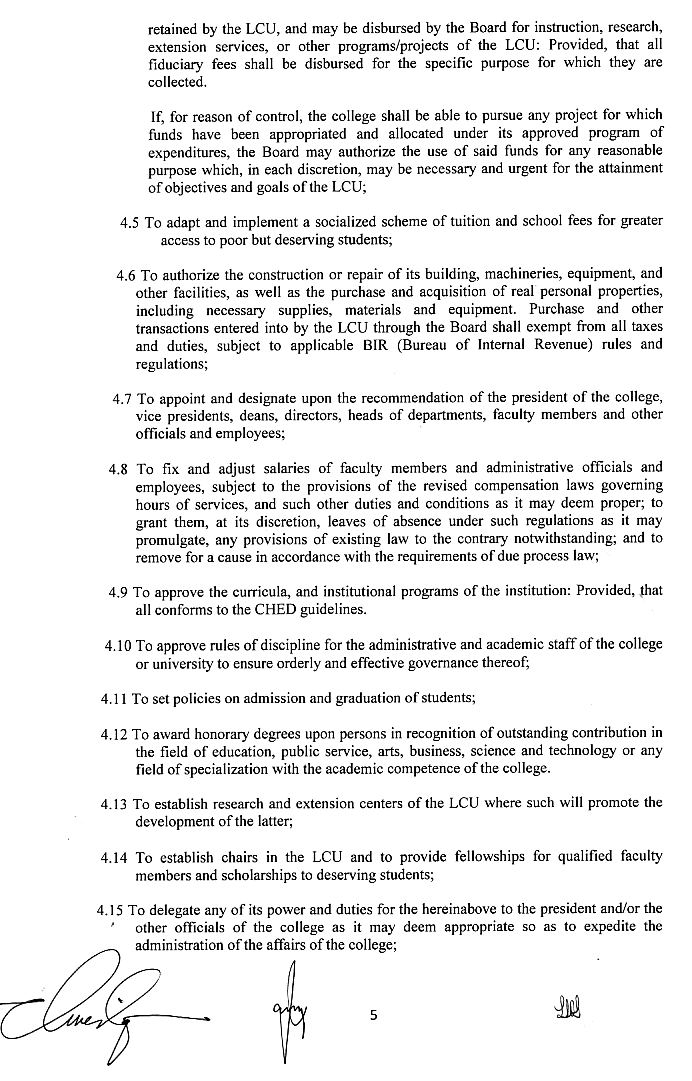 retained by the LCU, and may be disbursed by the Board for instruction, research,
extension services, or other programs/projects of the LCU: Provided, that all
fiduciary fees shall be disbursed for the specific purpose for which they are
collected.
If, for reason of control, the college shall be able to pursue any project for which
funds have been appropriated and allocated under its approved program of
expenditures, the Board may authorize the use of said funds for any reasonable
purpose which, in each discretion, may be necessary and urgent for the attainment
of objectives and goals of the LCU;
4.5 To adapt and implement a socialized scheme of tuition and school fees for greater
access to poor but deserving students;
4.6 To authorize the construction or repair of its building, machineries, equipment, and
other facilities, as well as the purchase and acquisition of real personal properties,
including necessary supplies, materials and equipment. Purchase and other
transactions entered into by the LCU through the Board shall exempt from all taxes
and duties, subject to applicable BIR (Bureau of Internal Revenue) rules and
regulations;
4.7 To appoint and designate upon the recommendation of the president of the college,
vice presidents, deans, directors, heads of departments, faculty members and other
officials and employees;
4.8 To fix and adjust salaries of faculty members and administrative officials and
employees, subject to the provisions of the revised compensation laws governing
hours of services, and such other duties and conditions as it may deem proper; to
grant them, at its discretion, leaves of absence under such regulations as it may
promulgate, any provisions of existing law to the contrary notwithstanding; and to
remove for a cause in accordance with the requirements of due process law;
4.9 To approve the curricula, and institutional programs of the institution: Provided, that
all conforms to the CHED guidelines.
4.10 To approve rules of discipline for the administrative and academic staff of the college
or university to ensure orderly and effective governance thereof;
4.11 To set policies on admission and graduation of students;
4.12 To award honorary degrees upon persons in recognition of outstanding contribution in
the field of education, public service, arts, business, science and technology or any
field of specialization with the academic competence of the college.
4.13 To establish research and extension centers of the LCU where such will promote the
development of the latter;
4.14 To establish chairs in the LCU and to provide fellowships for qualified faculty
members and scholarships to deserving students;
4.15 To delegate any of its power and duties for the hereinabove to the president and/or the
other officials of the college as it may deem appropriate so as to expedite the
administration of the affairs of the college;
5